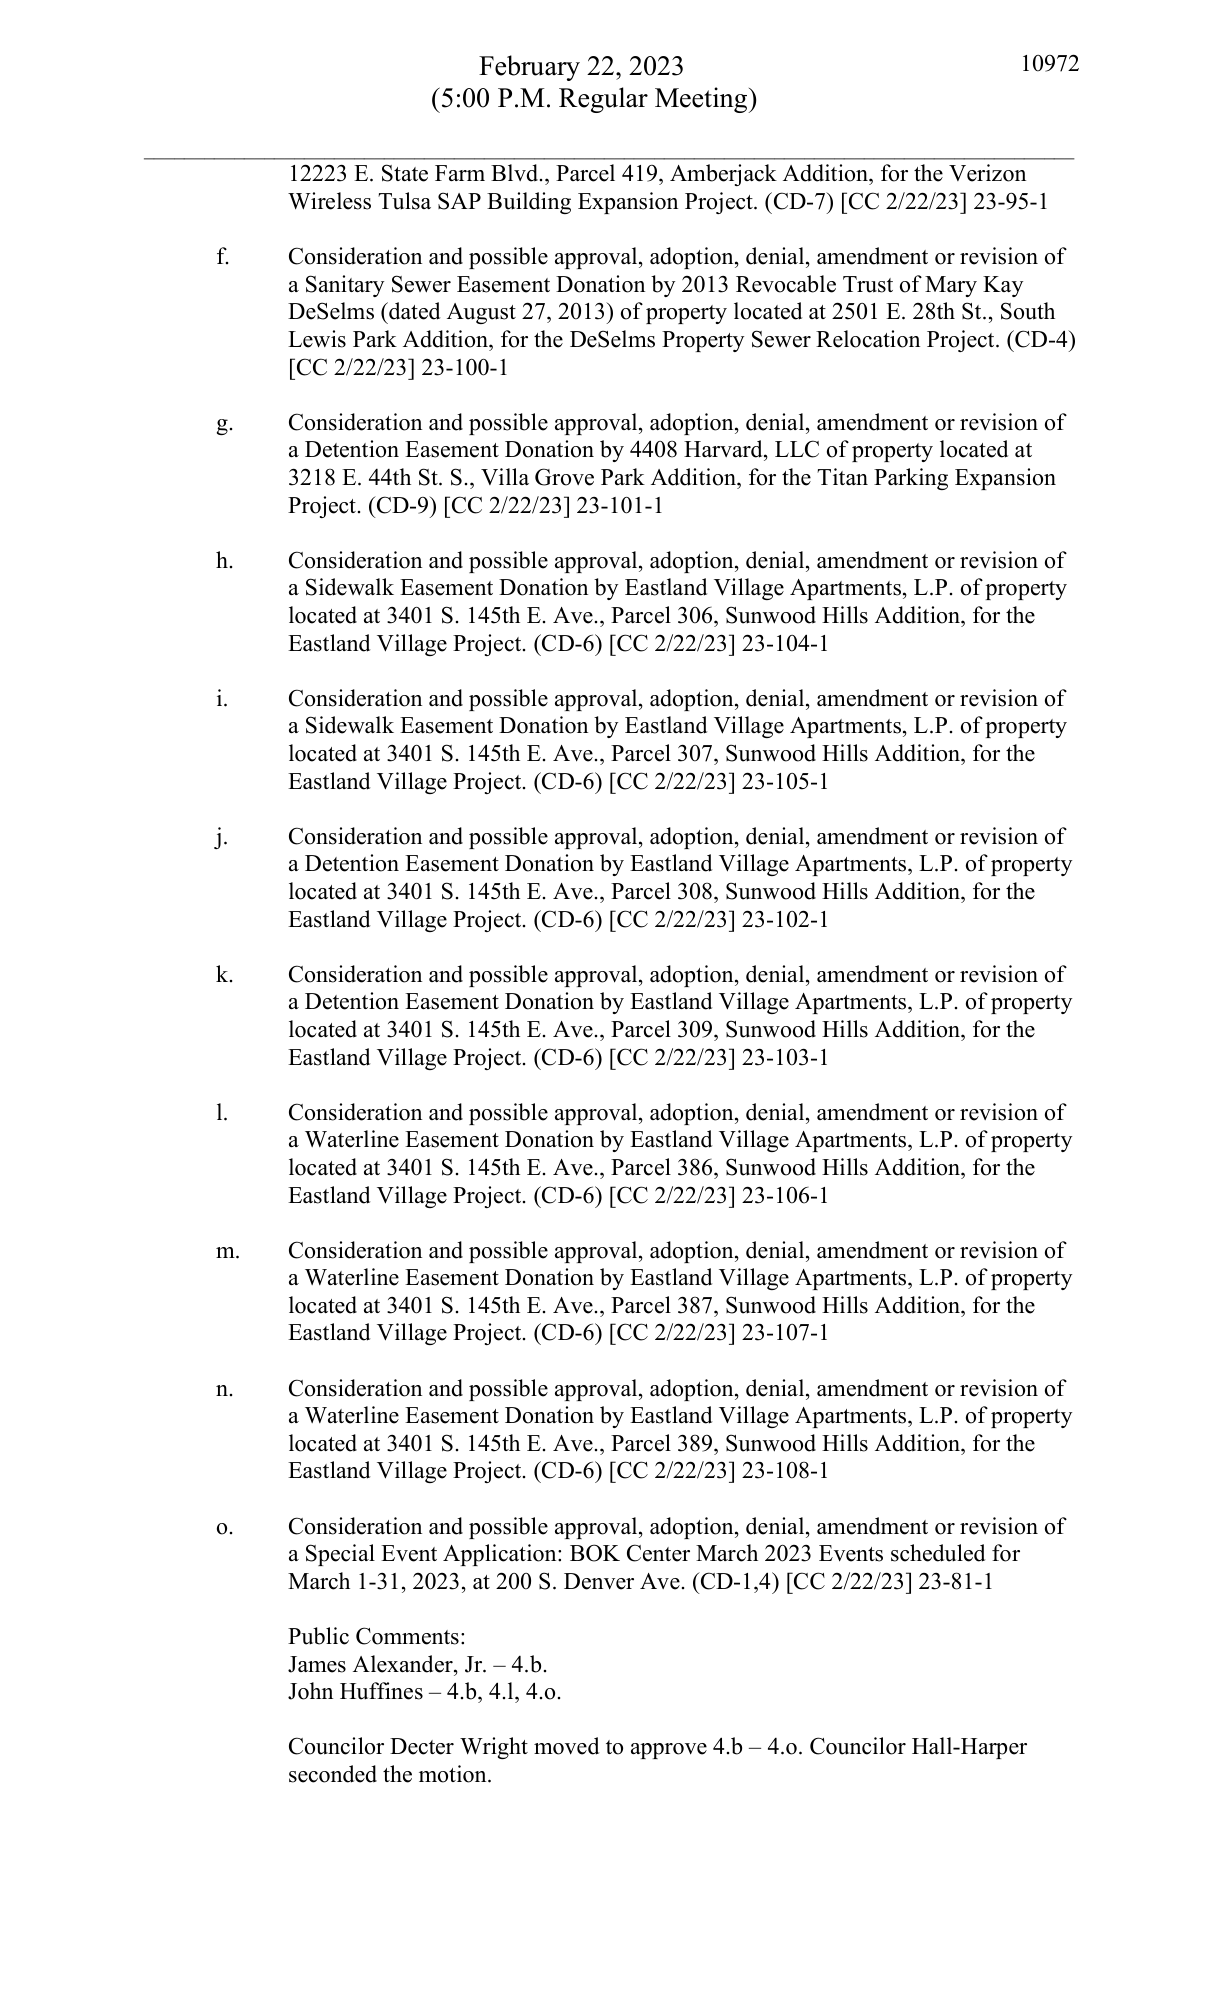 February 22, 2023
10972
(5:00 P.M. Regular Meeting)
12223 E. State Farm Blvd., Parcel 419, Amberjack Addition, for the Verizon
Wireless Tulsa SAP Building Expansion Project. (CD-7) [CC 2/22/23] 23-95-1
f. Consideration and possible approval, adoption, denial, amendment or revision of
a Sanitary Sewer Easement Donation by 2013 Revocable Trust of Mary Kay
DeSelms (dated August 27, 2013) of property located at 2501 E. 28th St., South
Lewis Park Addition, for the DeSelms Property Sewer Relocation Project. (CD-4)
[CC 2/22/23] 23-100-1
g. Consideration and possible approval, adoption, denial, amendment or revision of
a Detention Easement Donation by 4408 Harvard, LLC of property located at
3218 E. 44th St. S., Villa Grove Park Addition, for the Titan Parking Expansion
Project. (CD-9) [CC 2/22/23] 23-101-1
h. Consideration and possible approval, adoption, denial, amendment or revision of
a Sidewalk Easement Donation by Eastland Village Apartments, L.P. of property
located at 3401 S. 145th E. Ave., Parcel 306, Sunwood Hills Addition, for the
Eastland Village Project. (CD-6) [CC 2/22/23] 23-104-1
i. Consideration and possible approval, adoption, denial, amendment or revision of
a Sidewalk Easement Donation by Eastland Village Apartments, L.P. of property
located at 3401 S. 145th E. Ave., Parcel 307, Sunwood Hills Addition, for the
Eastland Village Project. (CD-6) [CC 2/22/23] 23-105-1
j. Consideration and possible approval, adoption, denial, amendment or revision of
a Detention Easement Donation by Eastland Village Apartments, L.P. of property
located at 3401 S. 145th E. Ave., Parcel 308, Sunwood Hills Addition, for the
Eastland Village Project. (CD-6) [CC 2/22/23] 23-102-1
k. Consideration and possible approval, adoption, denial, amendment or revision of
a Detention Easement Donation by Eastland Village Apartments, L.P. of property
located at 3401 S. 145th E. Ave., Parcel 309, Sunwood Hills Addition, for the
Eastland Village Project. (CD-6) [CC 2/22/23] 23-103-1
l. Consideration and possible approval, adoption, denial, amendment or revision of
a Waterline Easement Donation by Eastland Village Apartments, L.P. of property
located at 3401 S. 145th E. Ave., Parcel 386, Sunwood Hills Addition, for the
Eastland Village Project. (CD-6) [CC 2/22/23] 23-106-1
m. Consideration and possible approval, adoption, denial, amendment or revision of
a Waterline Easement Donation by Eastland Village Apartments, L.P. of property
located at 3401 S. 145th E. Ave., Parcel 387, Sunwood Hills Addition, for the
Eastland Village Project. (CD-6) [CC 2/22/23] 23-107-1
n. Consideration and possible approval, adoption, denial, amendment or revision of
a Waterline Easement Donation by Eastland Village Apartments, L.P. of property
located at 3401 S. 145th E. Ave., Parcel 389, Sunwood Hills Addition, for the
Eastland Village Project. (CD-6) [CC 2/22/23] 23-108-1
o. Consideration and possible approval, adoption, denial, amendment or revision of
a Special Event Application: BOK Center March 2023 Events scheduled for
March 1-31, 2023, at 200 S. Denver Ave. (CD-1,4) [CC 2/22/23] 23-81-1
Public Comments:
James Alexander, Jr. – 4.b.
John Huffines – 4.b, 4.l, 4.o.
Councilor Decter Wright moved to approve 4.b – 4.o. Councilor Hall-Harper
seconded the motion.